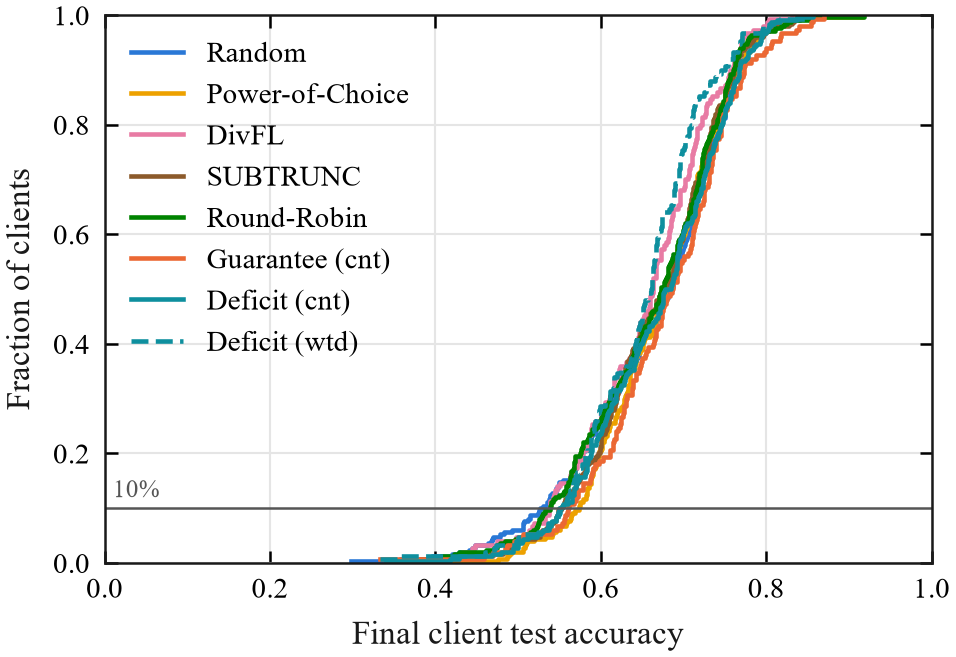 1.0
0.8
0.6
0.4
0.2
0.0
Fraction of clients
Random
Power-of-Choice
DivFL
SUBTRUNC
Round-Robin
Guarantee (cnt)
Deficit (cnt)
Deficit (wtd)
10%
0.0 0.2 0.4 0.6 0.8 1.0
Final client test accuracy